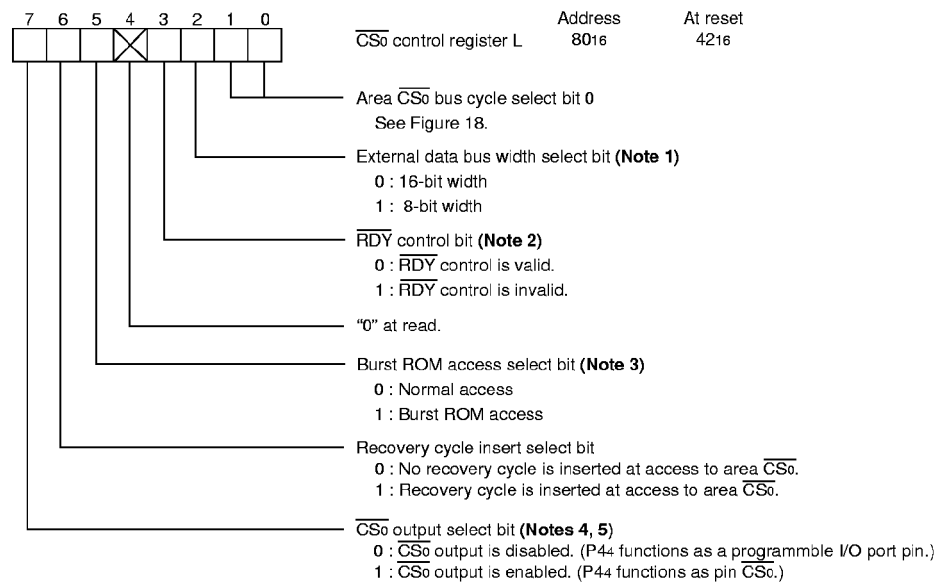 7 6 5 4 3 2 1 0
Address At reset
CS0 control register L 8016 4216
Area CS0 bus cycle select bit 0
See Figure 18.
External data bus width select bit (Note 1)
0 : 16-bit width
1 : 8-bit width
RDY control bit (Note 2)
0 : RDY control is valid.
1 : RDY control is invalid.
“0” at read.
Burst ROM access select bit (Note 3)
0 : Normal access
1 : Burst ROM access
Recovery cycle insert select bit
0 : No recovery cycle is inserted at access to area CS0.
1 : Recovery cycle is inserted at access to area CS0.
CS0 output select bit (Notes 4, 5)
0 : CS0 output is disabled. (P44 functions as a programmble I/O port pin.)
1 : CS0 output is enabled. (P44 functions as pin CS0.)